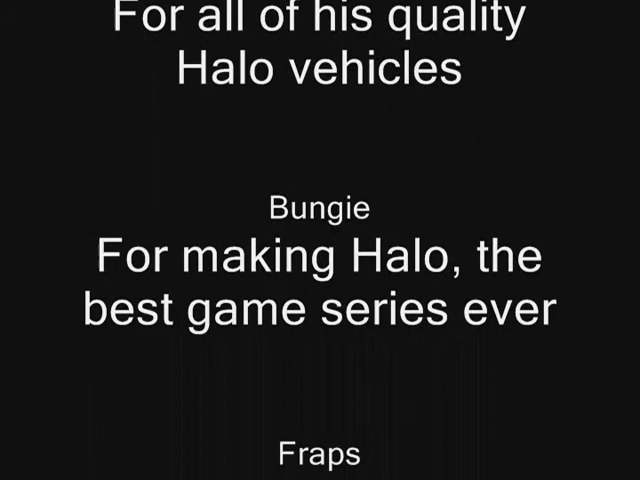 For all of his quality
Halo vehicles
Bungie
For making Halo, the
best game series ever
Fraps